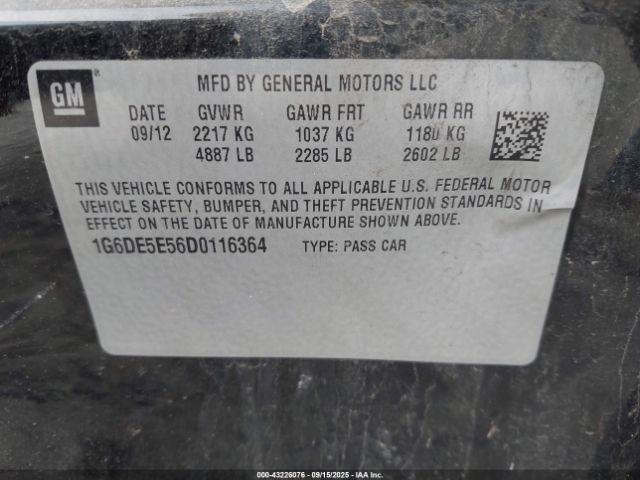 GM®
MFD BY GENERAL MOTORS LLC
DATE GVWR GAWR FRT GAWR RR
09/12 2217 KG 1037 KG 1180 KG
4887 LB 2285 LB 2602 LB
THIS VEHICLE CONFORMS TO ALL APPLICABLE U.S. FEDERAL MOTOR
VEHICLE SAFETY, BUMPER, AND THEFT PREVENTION STANDARDS IN
EFFECT ON THE DATE OF MANUFACTURE SHOWN ABOVE.
1G6DE5E56D0116364 TYPE: PASS CAR
000-43226076 - 09/15/2025 - IAA Inc.